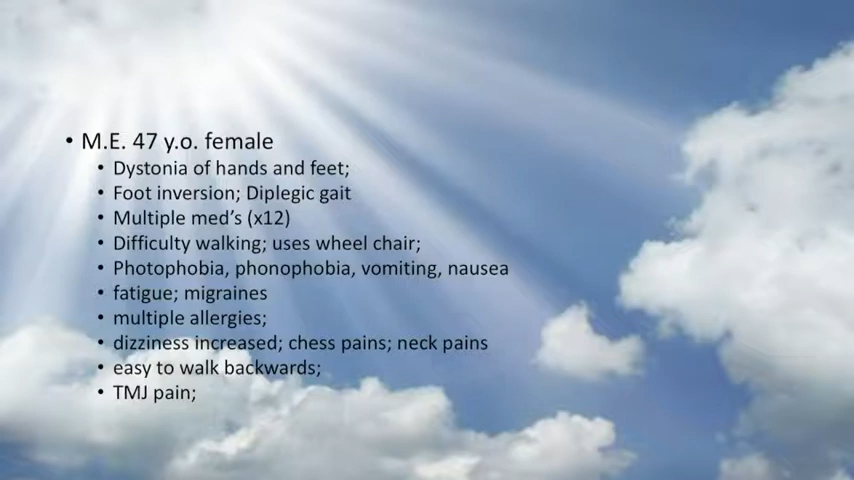 • M.E. 47 y.o. female
• Dystonia of hands and feet;
• Foot inversion; Diplegic gait
• Multiple med's (x12)
• Difficulty walking; uses wheel chair;
• Photophobia, phonophobia, vomiting, nausea
• fatigue; migraines
• multiple allergies;
• dizziness increased; chess pains; neck pains
• easy to walk backwards;
• TMJ pain;